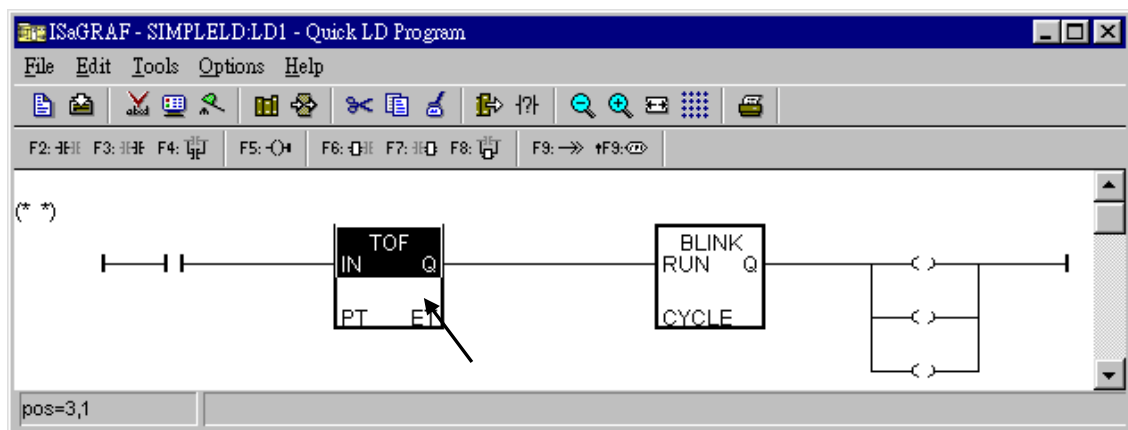 ISaGRAF - SIMPLELD:LD1 - Quick LD Program
File Edit Tools Options Help
F2: F3: F4: F5: F6: F7: F8: F9: F9:
(* *)
TOF BLINK
IN Q RUN Q
PT ET CYCLE
pos=3,1